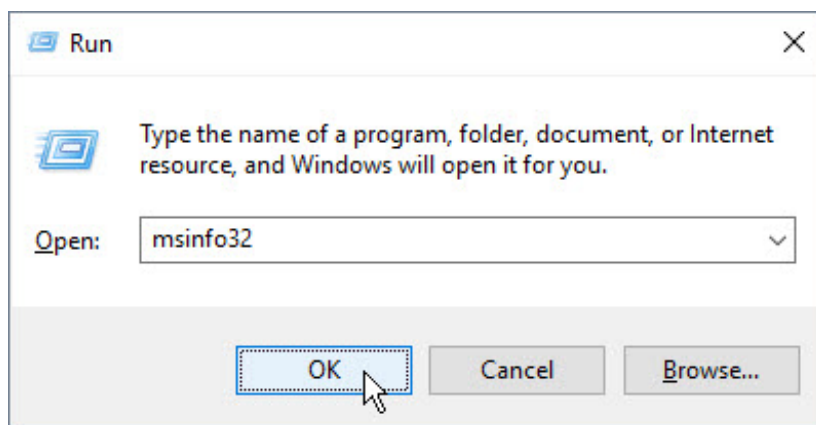 Run
Type the name of a program, folder, document, or Internet
resource, and Windows will open it for you.
Open: msinfo32
OK Cancel Browse...